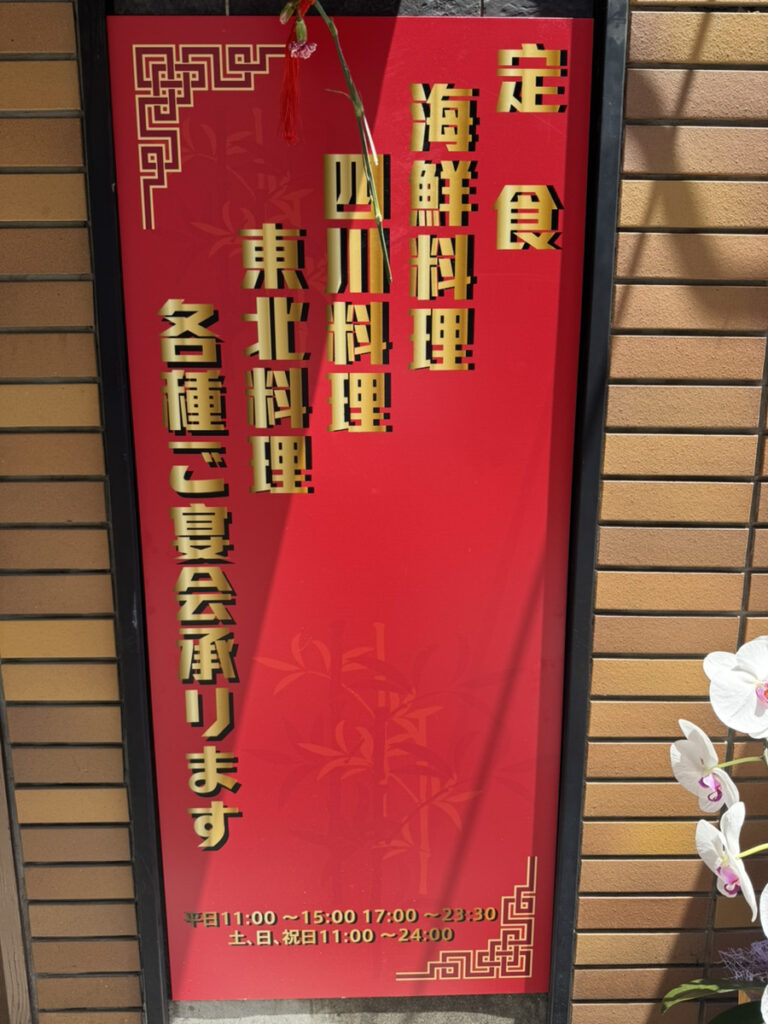 定食
海鮮料理
四川料理
東北料理
各種ご宴会承ります
平日11:00 ～15:00 17:00 ～23:30
土、日、祝日11:00 ～24:00